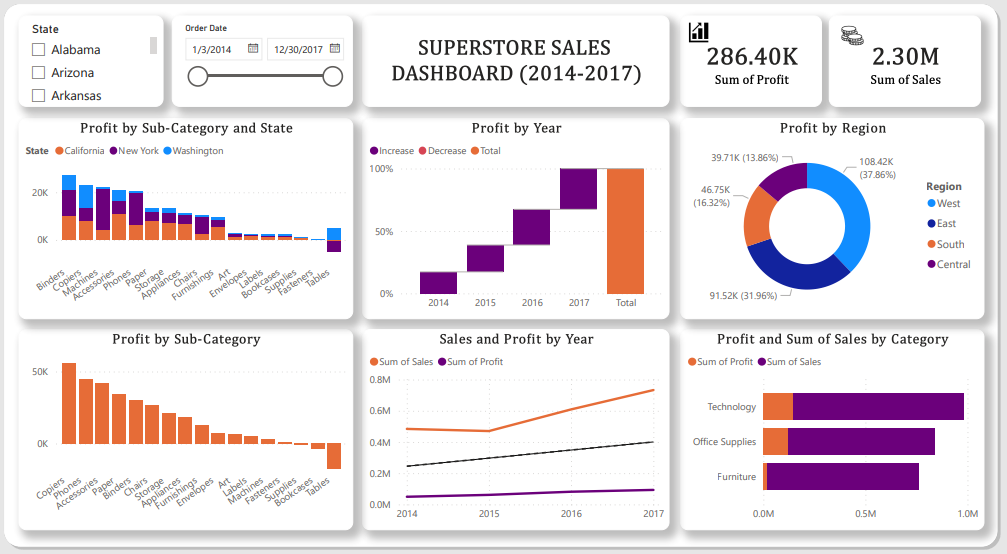 State
Alabama
Arizona
Arkansas
Order Date
1/3/2014
12/30/2017
SUPERSTORE SALES
DASHBOARD (2014-2017)
286.40K
Sum of Profit
2.30M
Sum of Sales
Profit by Sub-Category and State
State California New York Washington
20K
0K
Binders
Copiers
Machines
Accessories
Phones
Paper
Storage
Appliances
Chairs
Furnishings
Art
Envelopes
Labels
Bookcases
Supplies
Fasteners
Tables
Profit by Year
Increase Decrease Total
100%
50%
0%
2014 2015 2016 2017 Total
Profit by Region
39.71K (13.86%)
108.42K
(37.86%)
46.75K
(16.32%)
91.52K (31.96%)
Region
West
East
South
Central
Profit by Sub-Category
50K
0K
Copiers
Phones
Accessories
Paper
Binders
Chairs
Storage
Appliances
Furnishings
Envelopes
Art
Labels
Machines
Fasteners
Supplies
Bookcases
Tables
Sales and Profit by Year
Sum of Sales Sum of Profit
0.8M
0.6M
0.4M
0.2M
0.0M
2014 2015 2016 2017
Profit and Sum of Sales by Category
Sum of Profit Sum of Sales
Technology
Office Supplies
Furniture
0.0M 0.5M 1.0M